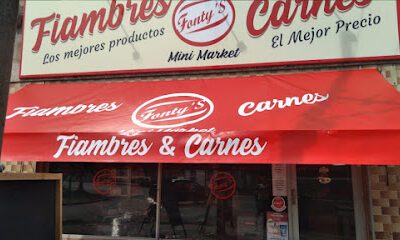 Fiambres Fonty'S Carnes
Los mejores productos Mini Market El Mejor Precio
Fiambres Fonty'S Carnes
Fiambres & Carnes